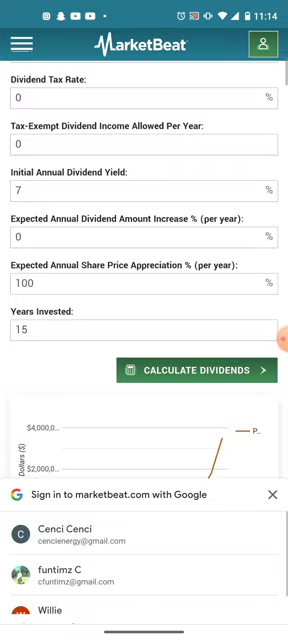 11:14
MarketBeat
Dividend Tax Rate:
0 %
Tax-Exempt Dividend Income Allowed Per Year:
0
Initial Annual Dividend Yield:
7 %
Expected Annual Dividend Amount Increase % (per year):
0 %
Expected Annual Share Price Appreciation % (per year):
100 %
Years Invested:
15
CALCULATE DIVIDENDS
$4,000,0...
P...
$2,000,0...
Dollars ($)
Sign in to marketbeat.com with Google
C
Cenci Cenci
cencienergy@gmail.com
funtimz C
cfuntimz@gmail.com
Willie